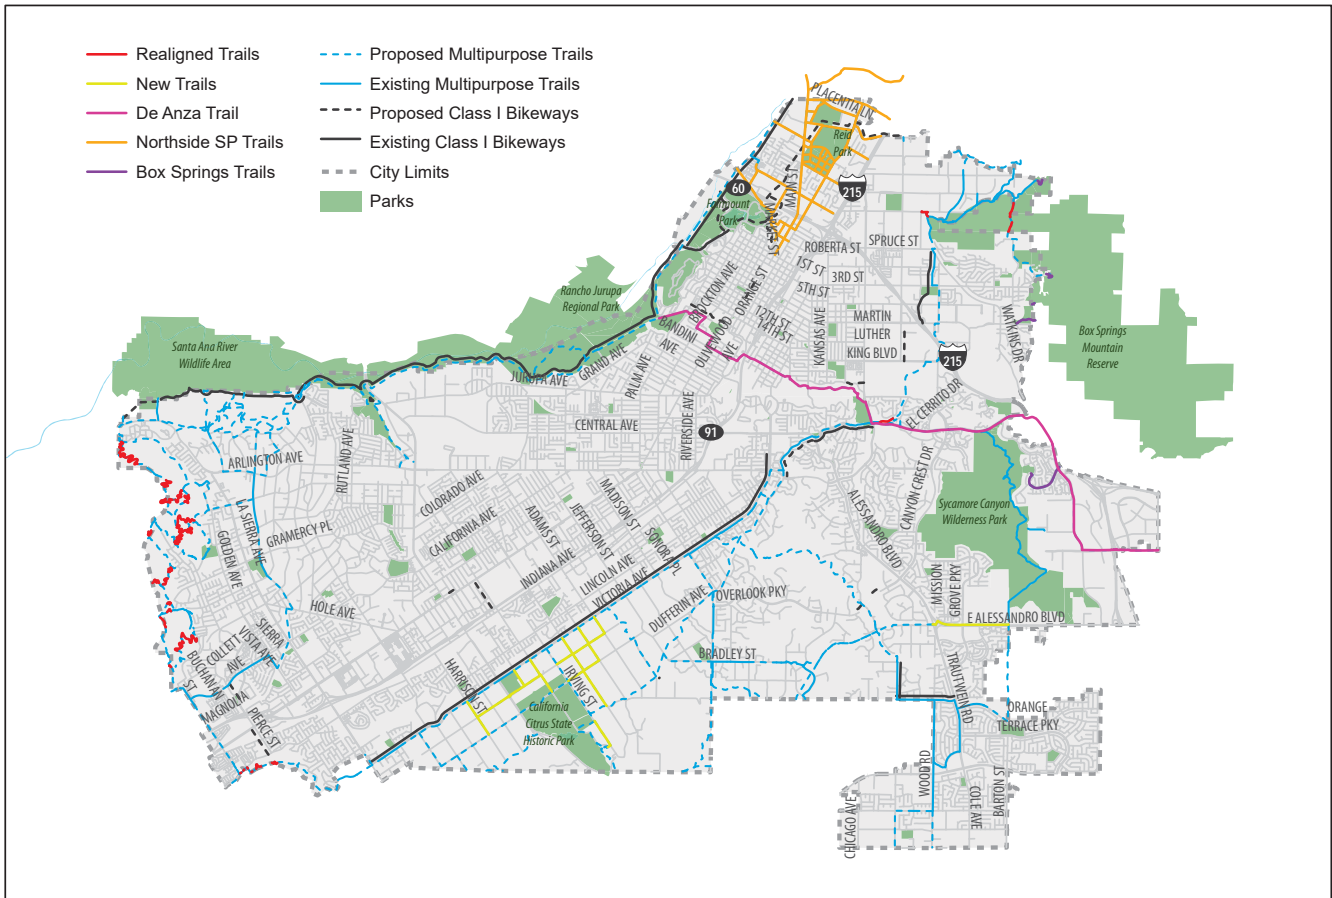 Realigned Trails
New Trails
De Anza Trail
Northside SP Trails
Box Springs Trails
Proposed Multipurpose Trails
Existing Multipurpose Trails
Proposed Class I Bikeways
Existing Class I Bikeways
City Limits
Parks
PLACENTIA LN
Reid
Park
60
215
Fairmount
Park
MAIN ST
MARKET ST
ROBERTA ST
SPRUCE ST
1ST ST
3RD ST
5TH ST
BROCKTON AVE
ORANGE ST
12TH ST
14TH ST
Rancho Jurupa
Regional Park
BANDINI
AVE
OLIVEWOOD
AVE
KANSAS AVE
MARTIN
LUTHER
KING BLVD
WATKINS DR
Box Springs
Mountain
Reserve
215
Santa Ana River
Wildlife Area
JURUPA AVE
GRAND AVE
PALM AVE
EL CERRITO DR
CENTRAL AVE
RIVERSIDE AVE
91
RUTLAND AVE
ARLINGTON AVE
COLORADO AVE
CALIFORNIA AVE
MADISON ST
ADAMS ST
JEFFERSON ST
CANYON CREST DR
ALESSANDRO BLVD
Sycamore Canyon
Wilderness Park
LA SIERRA AVE
GOLDEN AVE
GRAMERCY PL
INDIANA AVE
LINCOLN AVE
VICTORIA AVE
DUFFERIN AVE
OVERLOOK PKY
MISSION
GROVE PKY
E ALESSANDRO BLVD
HOLE AVE
SIERRA
VISTA AVE
COLLETT
AVE
BUCHANAN
ST
MAGNOLIA
PIERCE ST
HARRISON ST
IRVING ST
BRADLEY ST
California
Citrus State
Historic Park
TRAUTWEIN RD
ORANGE
TERRACE PKY
WOOD RD
CHICAGO AVE
COLE AVE
BARTON ST